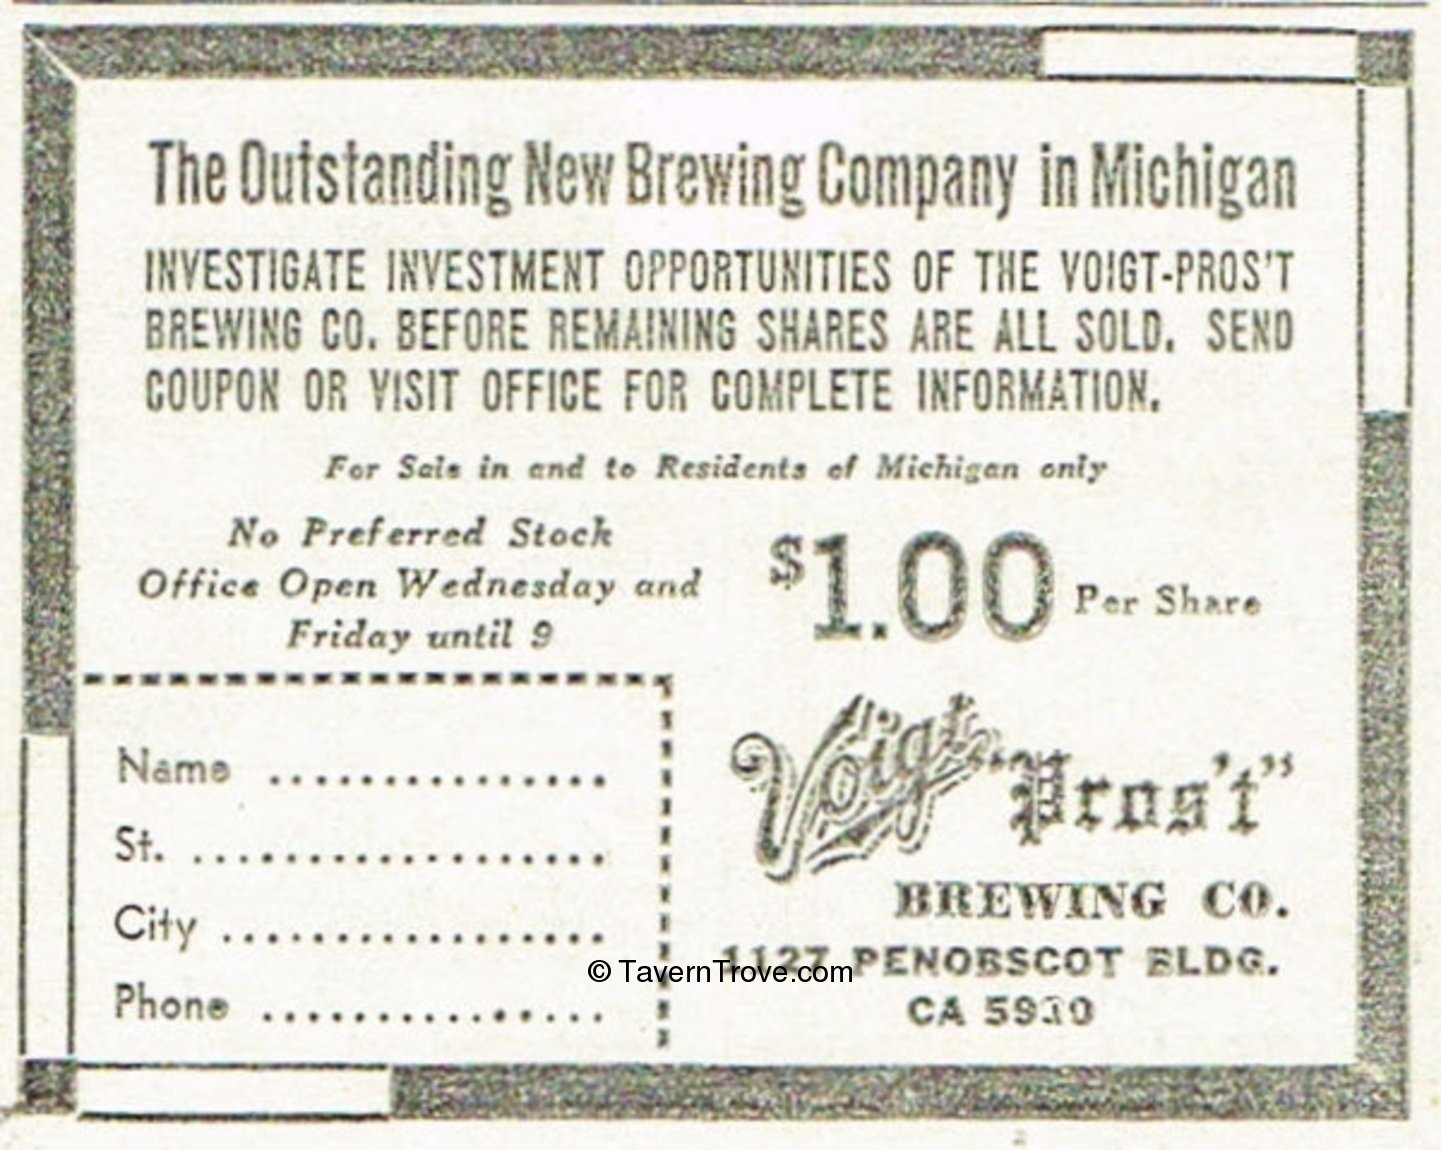 The Outstanding New Brewing Company in Michigan
INVESTIGATE INVESTMENT OPPORTUNITIES OF THE VOIGT-PROS'T
BREWING CO. BEFORE REMAINING SHARES ARE ALL SOLD. SEND
COUPON OR VISIT OFFICE FOR COMPLETE INFORMATION.
For Sale in and to Residents of Michigan only
No Preferred Stock
Office Open Wednesday and
Friday until 9
$1.00 Per Share
Name
St.
City
Phone
Voigt "Pros't"
BREWING CO.
1127 PENOBSCOT BLDG.
CA
© TavernTrove.com